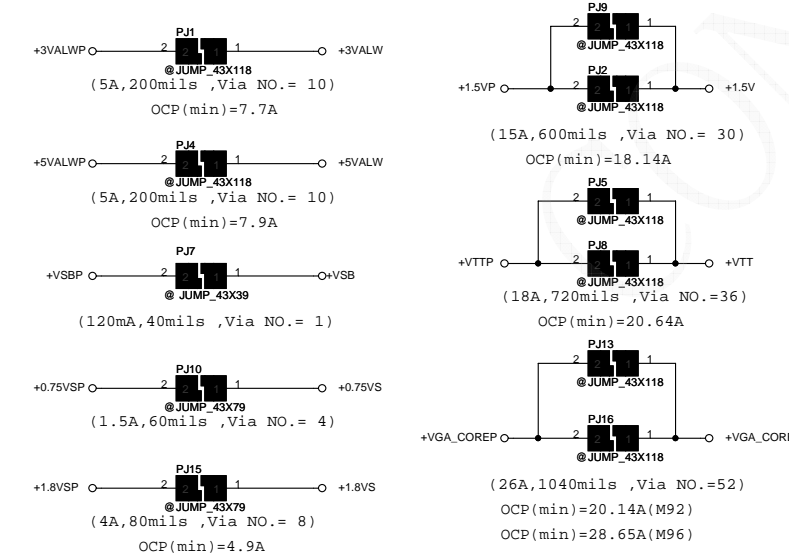 PJ1
+3VALWP 2 2 1 1 +3VALW
@JUMP_43X118
(5A,200mils ,Via NO.= 10)
OCP(min)=7.7A
PJ4
+5VALWP 2 2 1 1 +5VALW
@JUMP_43X118
(5A,200mils ,Via NO.= 10)
OCP(min)=7.9A
PJ7
+VSBP 2 2 1 1 +VSB
@ JUMP_43X39
(120mA,40mils ,Via NO.= 1)
PJ10
+0.75VSP 2 2 1 1 +0.75VS
@JUMP_43X79
(1.5A,60mils ,Via NO.= 4)
PJ15
+1.8VSP 2 2 1 1 +1.8VS
@JUMP_43X79
(4A,80mils ,Via NO.= 8)
OCP(min)=4.9A
PJ9
2 2 1 1
@JUMP_43X118
PJ2
+1.5VP 2 2 1 1 +1.5V
@JUMP_43X118
(15A,600mils ,Via NO.= 30)
OCP(min)=18.14A
PJ5
2 2 1 1
@JUMP_43X118
PJ8
+VTTP 2 2 1 1 +VTT
@JUMP_43X118
(18A,720mils ,Via NO.=36)
OCP(min)=20.64A
PJ13
2 2 1 1
@JUMP_43X118
PJ16
+VGA_COREP 2 2 1 1
@JUMP_43X118
(26A,1040mils ,Via NO.=52)
OCP(min)=20.14A(M92)
OCP(min)=28.65A(M96)